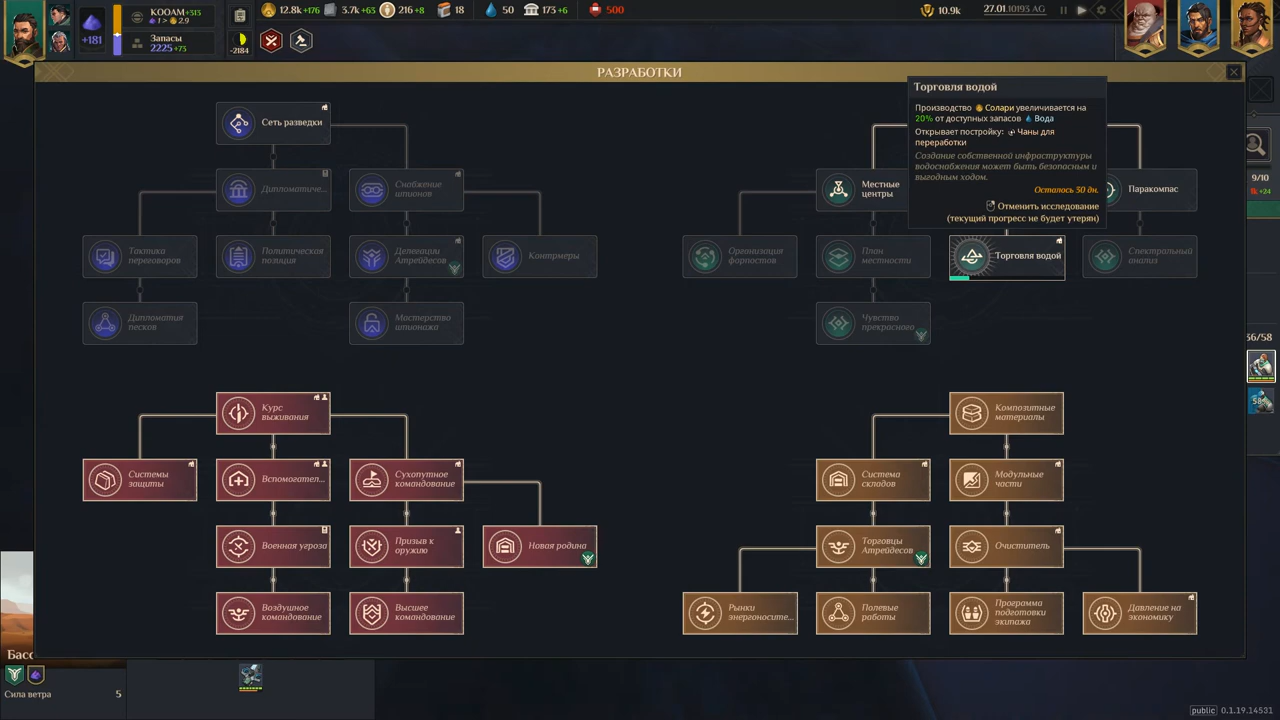 +181
КООАМ+313
1 > 2.9
Запасы
2225+73
-2184
12.8k+176
3.7k+63
216+8
18
50
173+6
500
10.9k
27.01.10193 AG
РАЗРАБОТКИ
Сеть разведки
Дипломатиче...
Снабжение
шпионов
Тактика
переговоров
Политическая
позиция
Делегации
Атрейдесов
Контрмеры
Дипломатия
песков
Мастерство
шпионажа
Торговля водой
Производство Солари увеличивается на
20% от доступных запасов Вода
Открывает постройку: Чаны для
переработки
Создание собственной инфраструктуры
водоснабжения может быть безопасным и
выгодным ходом.
Осталось 50 дн.
Отменить исследование
(текущий прогресс не будет утерян)
Местные
центры
Паракомпас
Организация
форпостов
План
местности
Торговля водой
Спектральный
анализ
Чувство
прекрасного
9/10
+24
36/58
Курс
выживания
Системы
защиты
Вспомогател...
Сухопутное
командование
Военная угроза
Призыв к
оружию
Новая родина
Воздушное
командование
Высшее
командование
Композитные
материалы
Система
складов
Модульные
части
Торговцы
Атрейдесов
Очиститель
Рынки
энергоносите...
Полевые
работы
Программа
подготовки
экипажа
Давление на
экономику
Сила ветра 5
public 0.1.19.14531